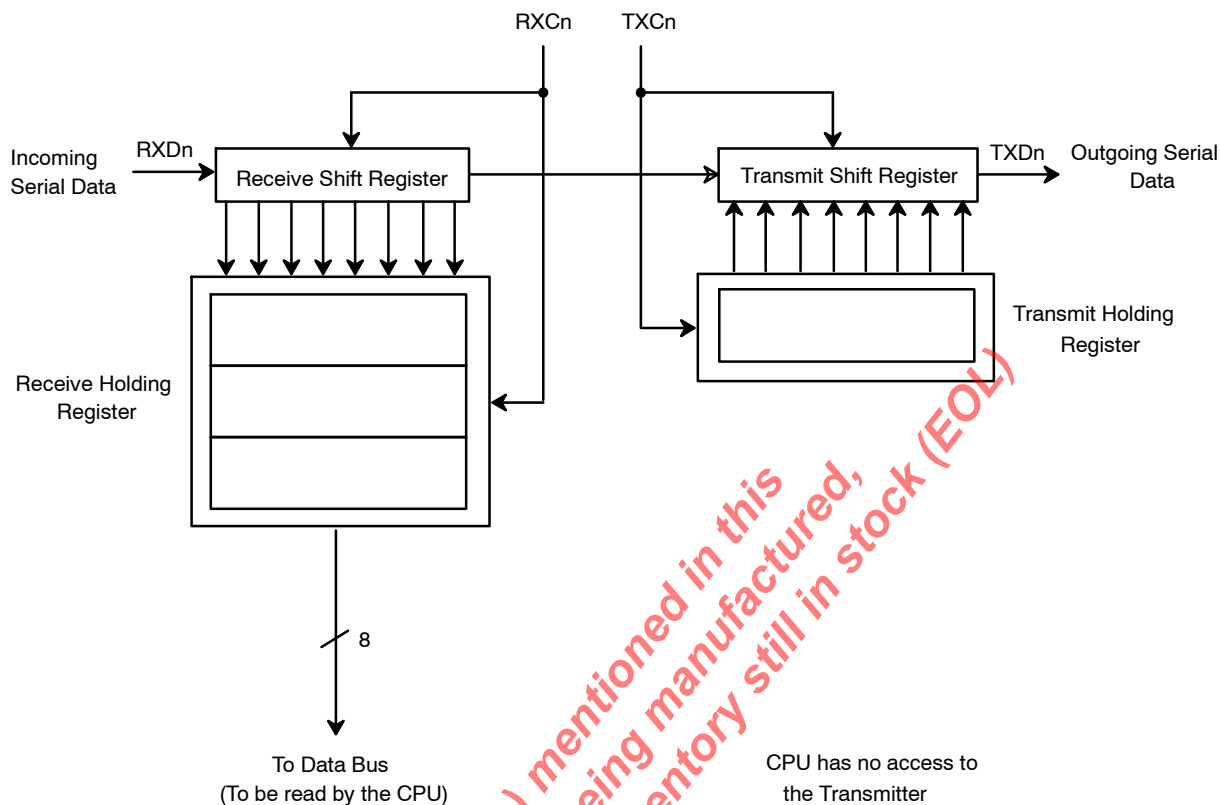 RXCn
TXCn
Incoming
Serial Data
RXDn
Receive Shift Register
Transmit Shift Register
TXDn
Outgoing Serial
Data
Receive Holding
Register
Transmit Holding
Register
8
To Data Bus
(To be read by the CPU)
CPU has no access to
the Transmitter
) mentioned in this
eing manufactured,
entory still in stock (EOL)